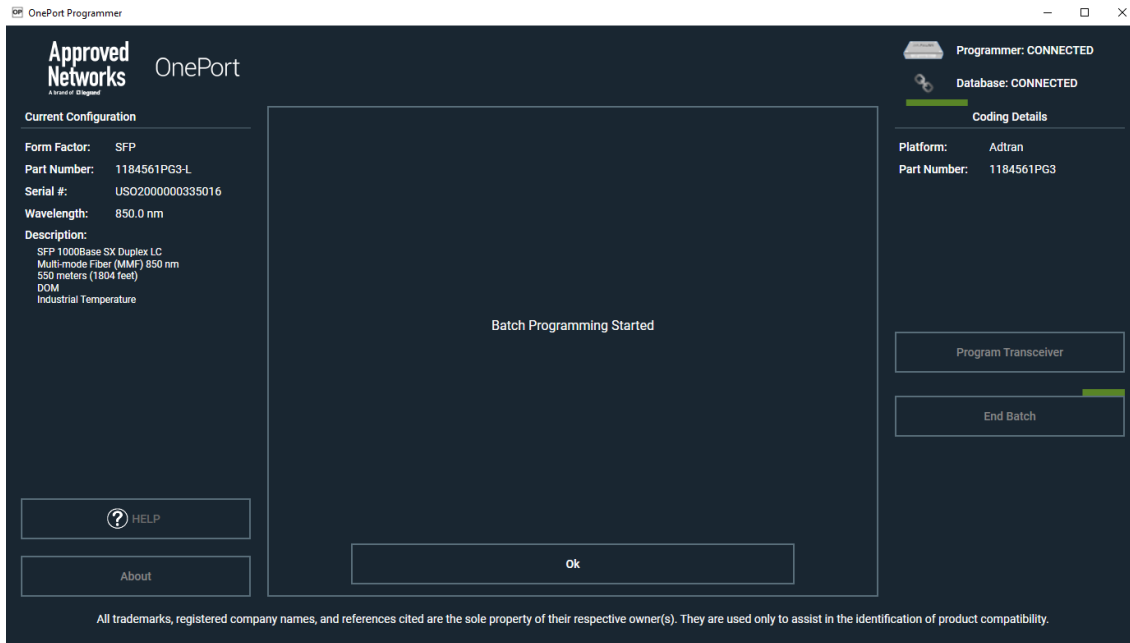 OP OnePort Programmer
Approved
Networks
A brand of legrand
OnePort
Programmer: CONNECTED
Database: CONNECTED
Current Configuration
Form Factor: SFP
Part Number: 1184561PG3-L
Serial #: USO2000000335016
Wavelength: 850.0 nm
Description:
SFP 1000Base SX Duplex LC
Multi-mode Fiber (MMF) 850 nm
550 meters (1804 feet)
DOM
Industrial Temperature
HELP
About
Batch Programming Started
Ok
Coding Details
Platform: Adtran
Part Number: 1184561PG3
Program Transceiver
End Batch
All trademarks, registered company names, and references cited are the sole property of their respective owner(s). They are used only to assist in the identification of product compatibility.